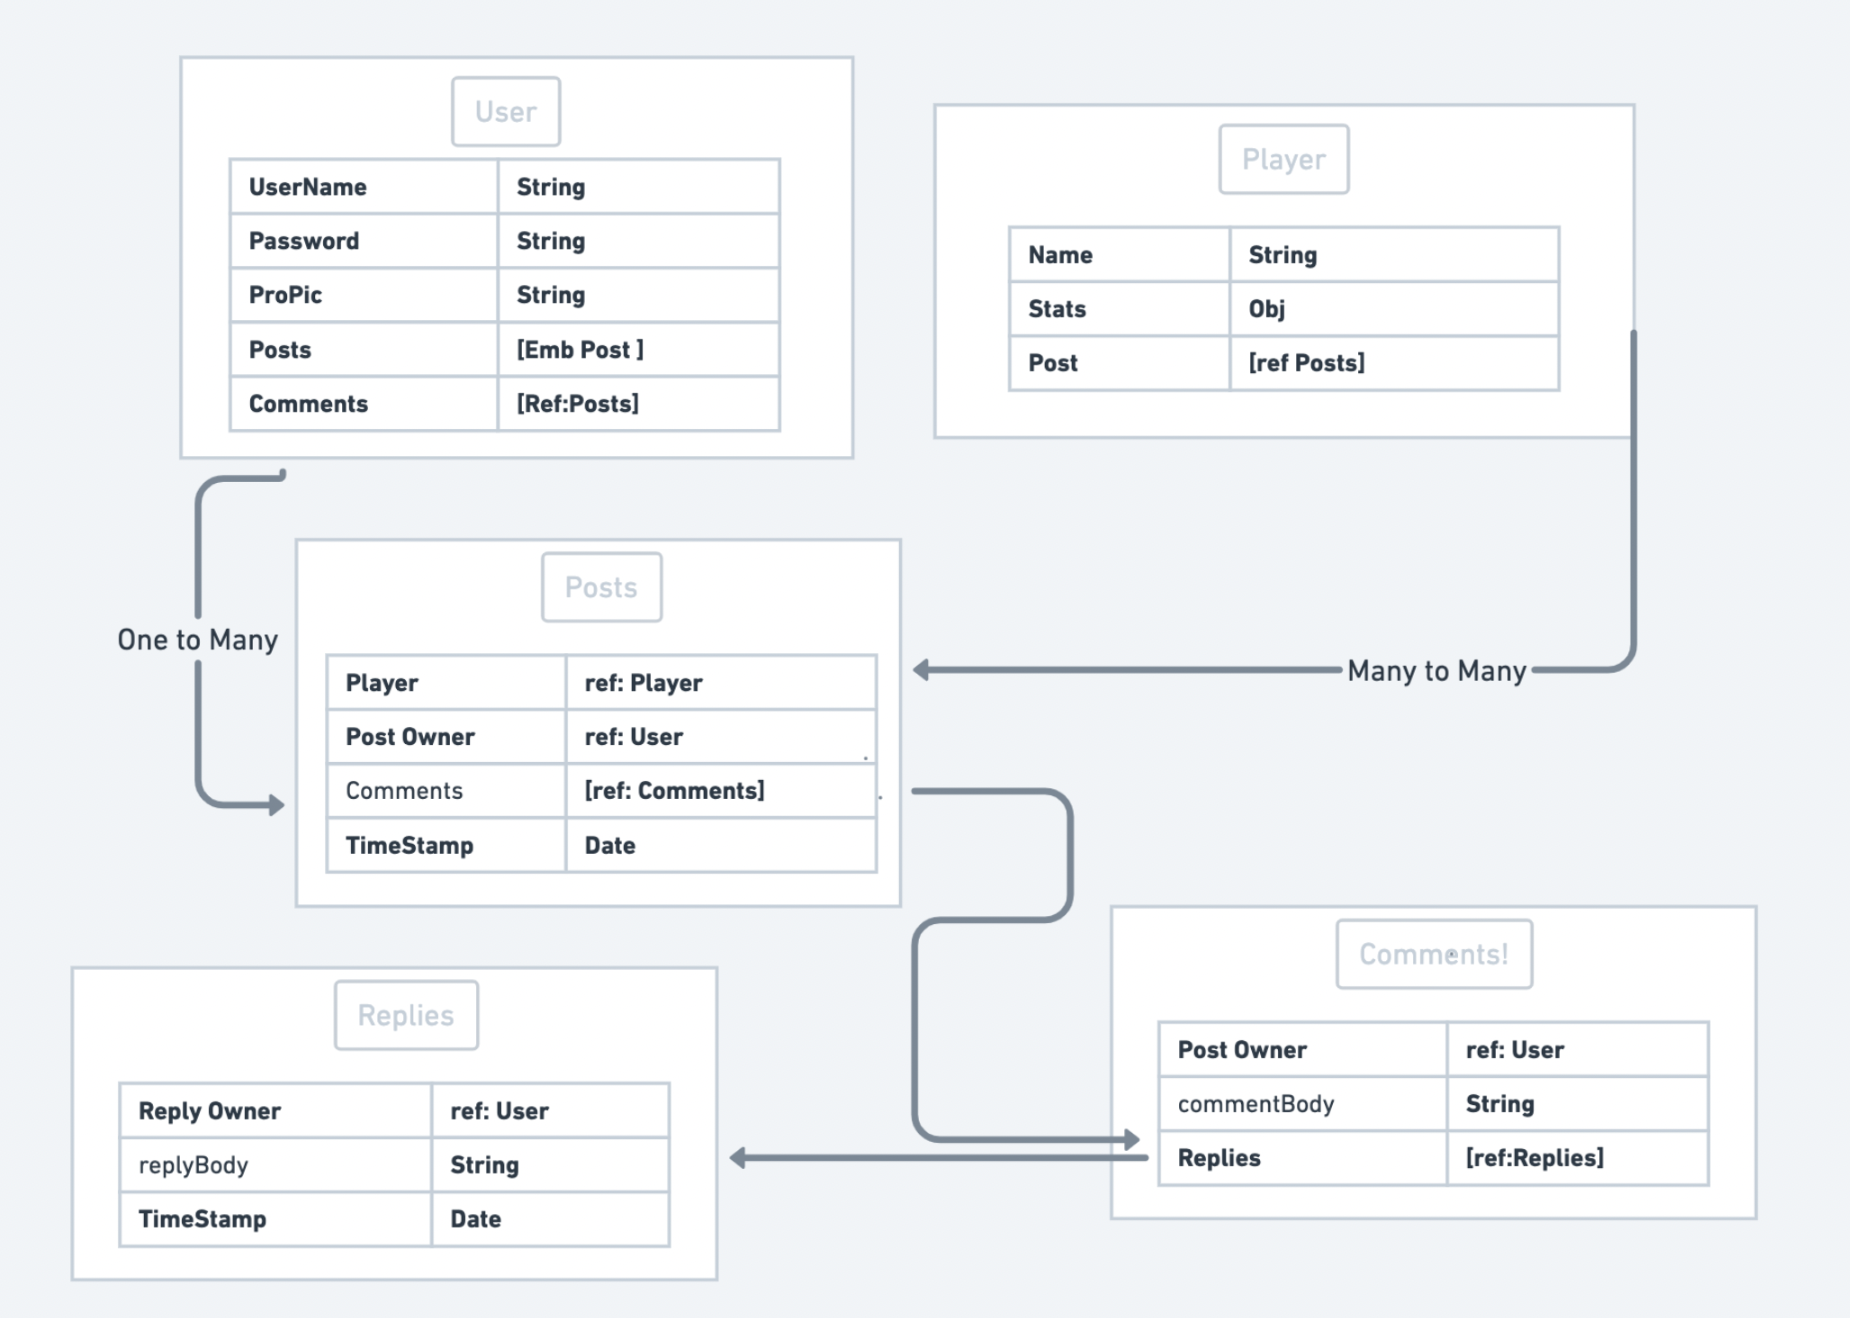 User
UserName String
Password String
ProPic String
Posts [Emb Post ]
Comments [Ref:Posts]
Player
Name String
Stats Obj
Post [ref Posts]
One to Many
Many to Many
Posts
Player ref: Player
Post Owner ref: User
Comments [ref: Comments]
TimeStamp Date
Replies
Reply Owner ref: User
replyBody String
TimeStamp Date
Comments!
Post Owner ref: User
commentBody String
Replies [ref:Replies]